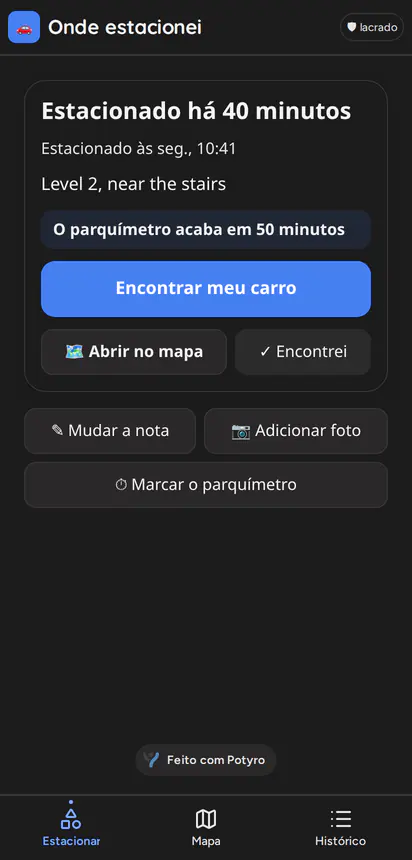 Onde estacionei
lacrado
Estacionado há 40 minutos
Estacionado às seg., 10:41
Level 2, near the stairs
O parquímetro acaba em 50 minutos
Encontrar meu carro
Abrir no mapa
✓ Encontrei
✎ Mudar a nota
Adicionar foto
⏱ Marcar o parquímetro
Feito com Potyro
Estacionar
Mapa
Histórico